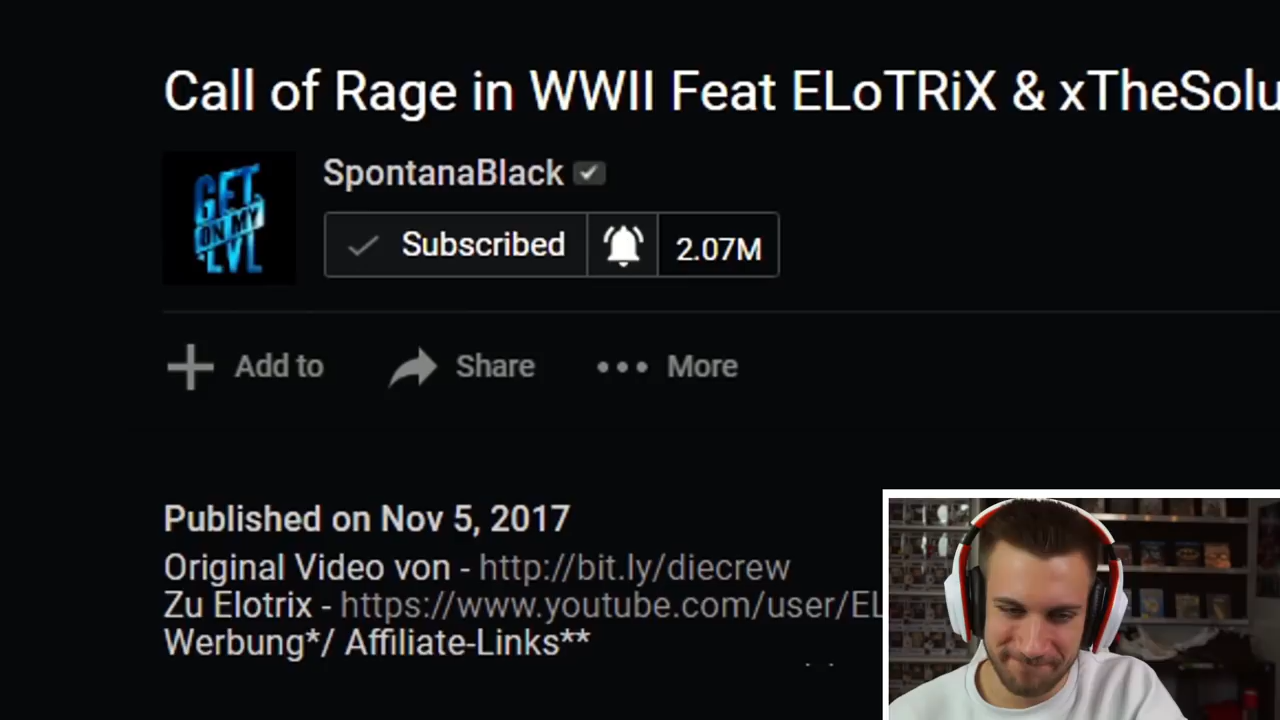 Call of Rage in WWII Feat ELoTRiX & xTheSolu
GET
ON MY
LVL
SpontanaBlack
Subscribed
2.07M
Add to
Share
More
Published on Nov 5, 2017
Original Video von - http://bit.ly/diecrew
Zu Elotrix - https://www.youtube.com/user/EL
Werbung*/ Affiliate-Links**